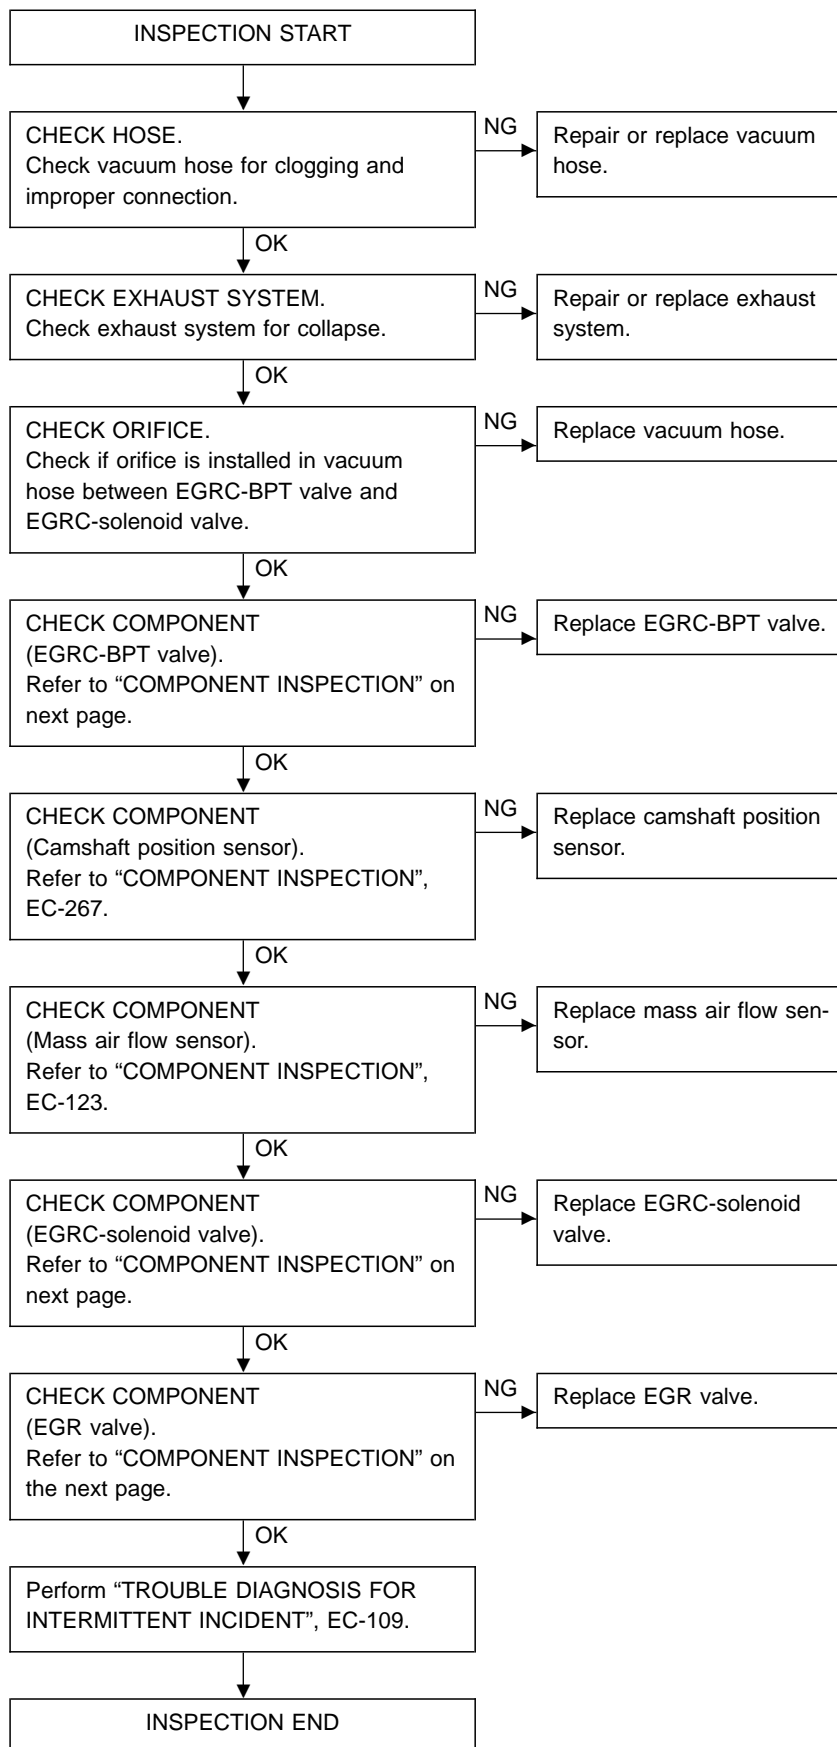 INSPECTION START
CHECK HOSE.
Check vacuum hose for clogging and
improper connection.
NG
Repair or replace vacuum
hose.
OK
CHECK EXHAUST SYSTEM.
Check exhaust system for collapse.
NG
Repair or replace exhaust
system.
OK
CHECK ORIFICE.
Check if orifice is installed in vacuum
hose between EGRC-BPT valve and
EGRC-solenoid valve.
NG
Replace vacuum hose.
OK
CHECK COMPONENT
(EGRC-BPT valve).
Refer to “COMPONENT INSPECTION” on
next page.
NG
Replace EGRC-BPT valve.
OK
CHECK COMPONENT
(Camshaft position sensor).
Refer to “COMPONENT INSPECTION”,
EC-267.
NG
Replace camshaft position
sensor.
OK
CHECK COMPONENT
(Mass air flow sensor).
Refer to “COMPONENT INSPECTION”,
EC-123.
NG
Replace mass air flow sen-
sor.
OK
CHECK COMPONENT
(EGRC-solenoid valve).
Refer to “COMPONENT INSPECTION” on
next page.
NG
Replace EGRC-solenoid
valve.
OK
CHECK COMPONENT
(EGR valve).
Refer to “COMPONENT INSPECTION” on
the next page.
NG
Replace EGR valve.
OK
Perform “TROUBLE DIAGNOSIS FOR
INTERMITTENT INCIDENT”, EC-109.
INSPECTION END